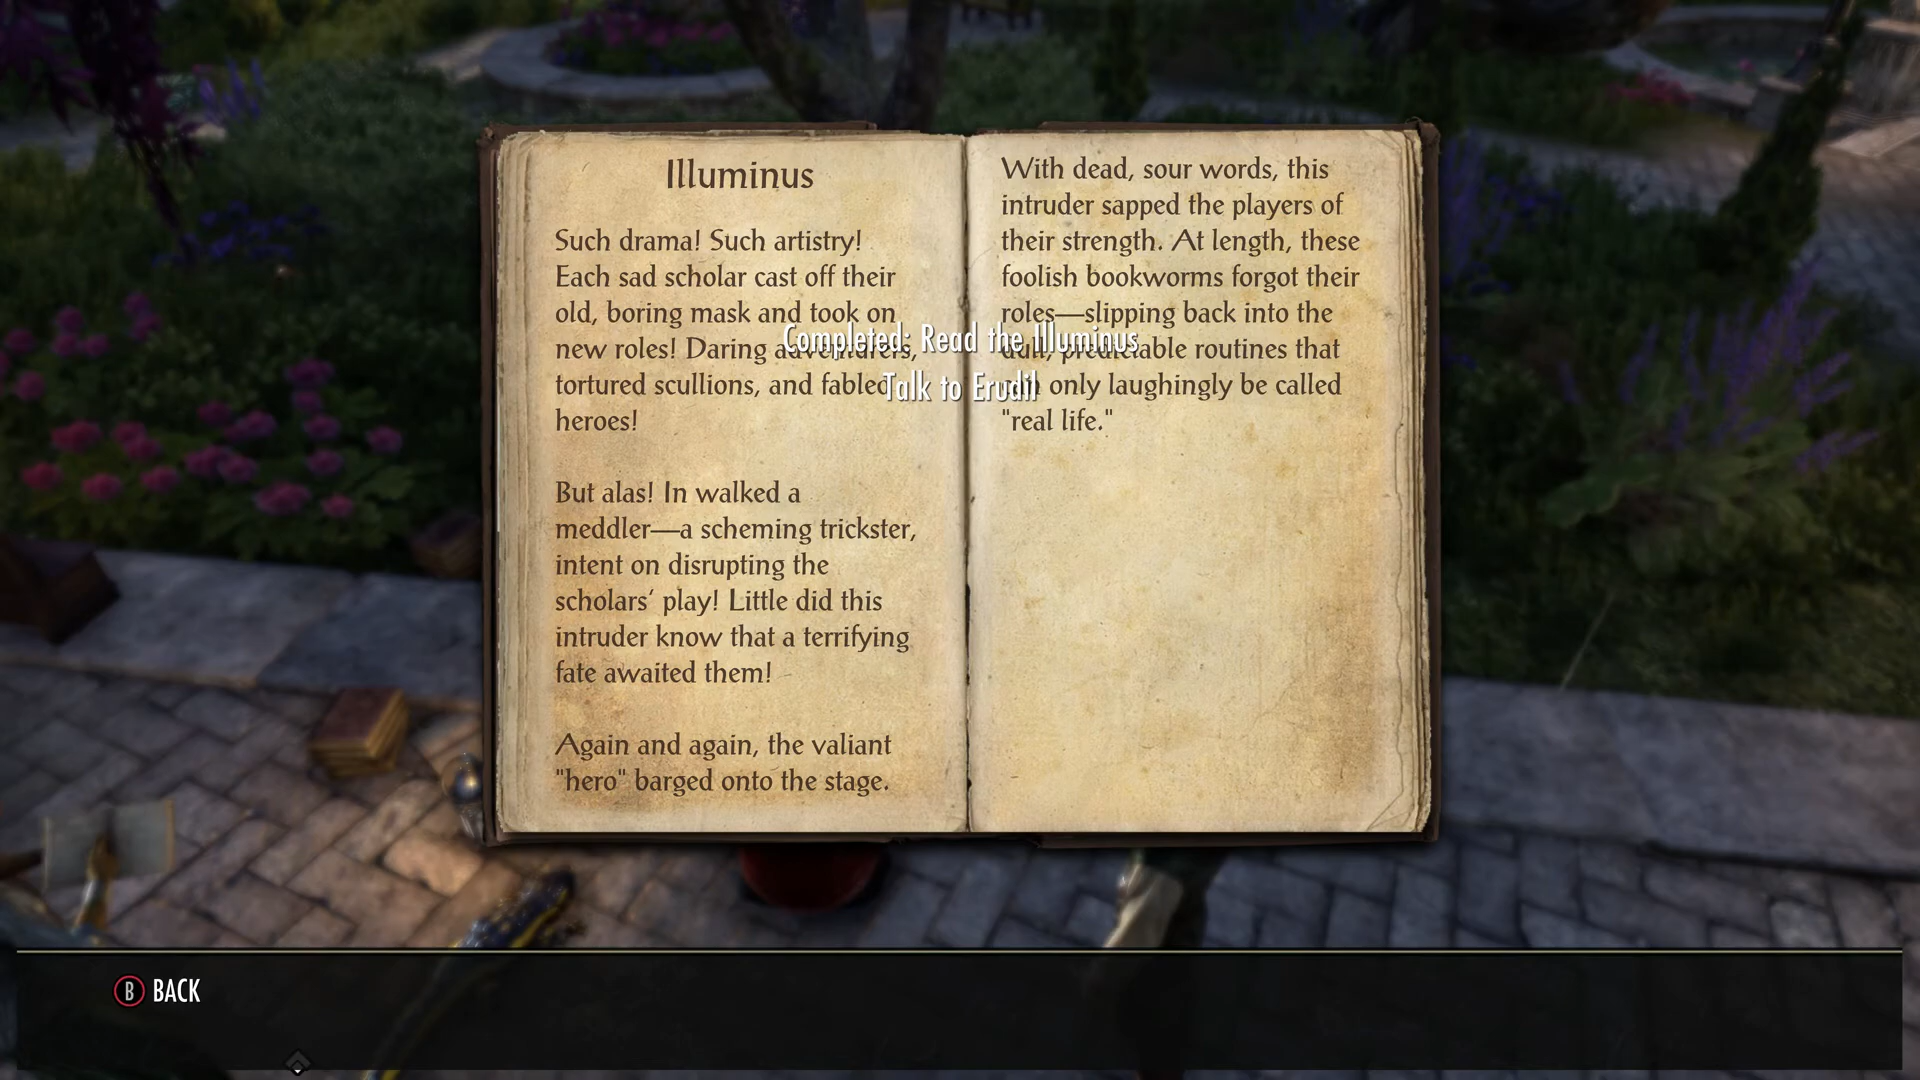 Illuminus
Such drama! Such artistry!
Each sad scholar cast off their
old, boring mask and took on
new roles! Daring adventurers,
tortured scullions, and fabled
heroes!
But alas! In walked a
meddler—a scheming trickster,
intent on disrupting the
scholars' play! Little did this
intruder know that a terrifying
fate awaited them!
Again and again, the valiant
"hero" barged onto the stage.
With dead, sour words, this
intruder sapped the players of
their strength. At length, these
foolish bookworms forgot their
roles—slipping back into the
dull, predictable routines that
can only laughingly be called
"real life."
Completed: Read the Illuminus
Talk to Erudil
B BACK